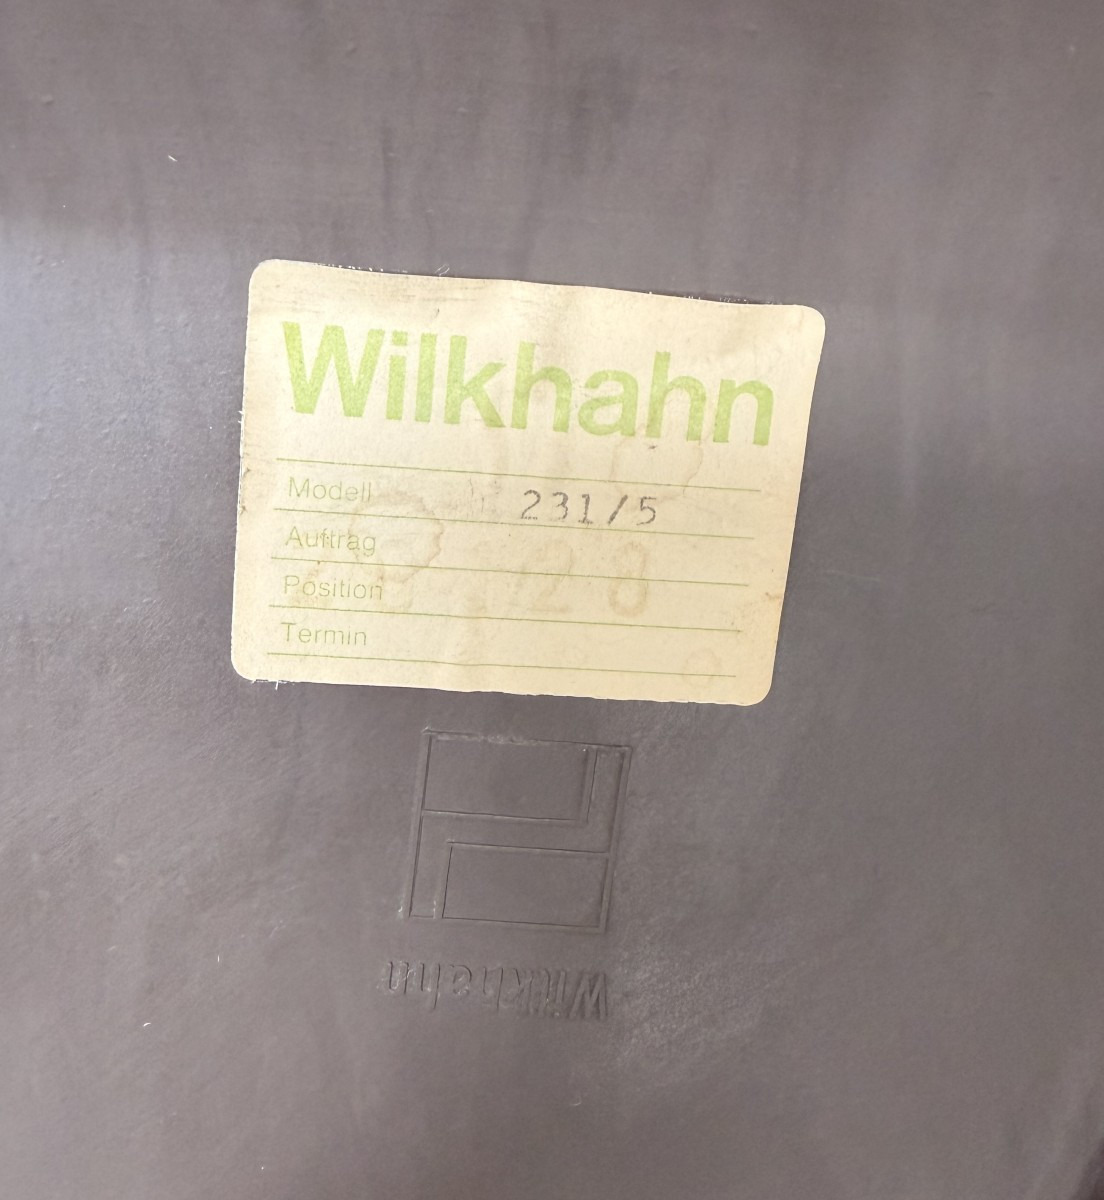 Wilkhahn
Modell 231/5
Auftrag
Position
Termin
Wilkhahn